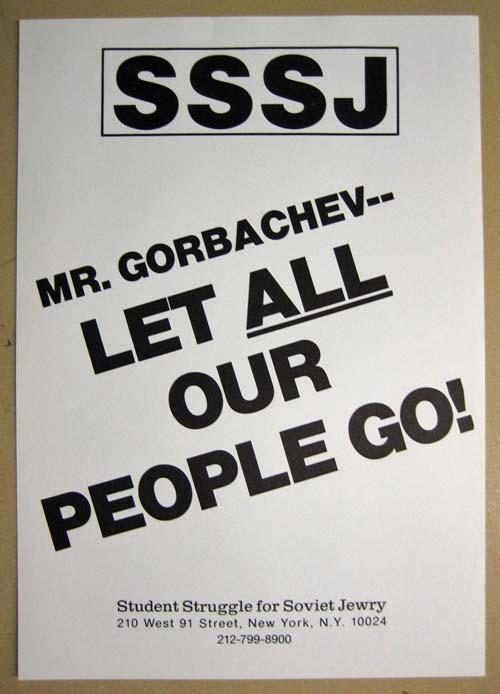 SSSJ
MR. GORBACHEV--
LET ALL
OUR
PEOPLE GO!
Student Struggle for Soviet Jewry
210 West 91 Street, New York, N.Y. 10024
212-799-8900